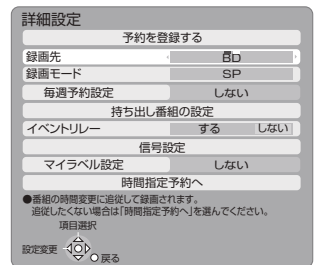 詳細設定
予約を登録する
録画先 BD
録画モード SP
毎週予約設定 しない
持ち出し番組の設定
イベントリレー する しない
信号設定
マイラベル設定 しない
時間指定予約へ
●番組の時間変更に追従して録画されます。
追従したくない場合は「時間指定予約へ」を選んでください。
項目選択
設定変更 戻る